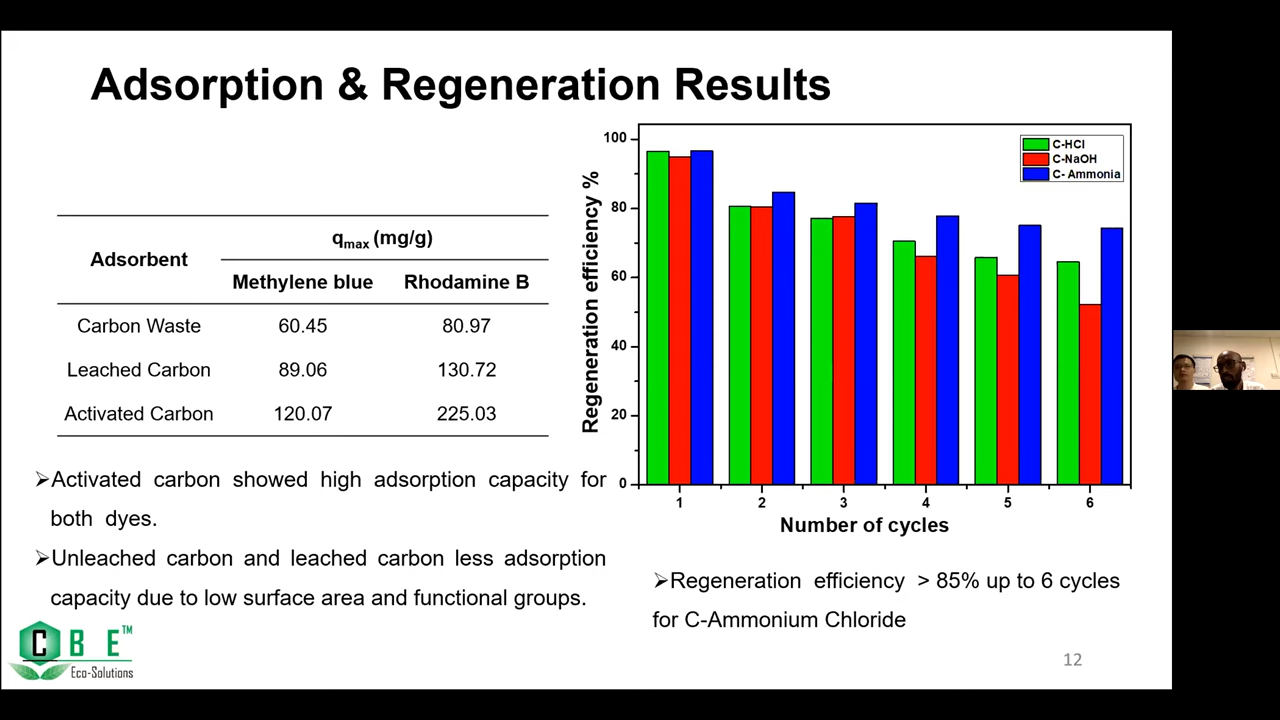 Adsorption & Regeneration Results
Adsorbent
qmax (mg/g)
Methylene blue Rhodamine B
Carbon Waste 60.45 80.97
Leached Carbon 89.06 130.72
Activated Carbon 120.07 225.03
➢Activated carbon showed high adsorption capacity for
both dyes.
➢Unleached carbon and leached carbon less adsorption
capacity due to low surface area and functional groups.
Regeneration efficiency %
100
80
60
40
20
0
C-HCl
C-NaOH
C- Ammonia
1 2 3 4 5 6
Number of cycles
➢Regeneration efficiency > 85% up to 6 cycles
for C-Ammonium Chloride
CBE™
Eco-Solutions
12